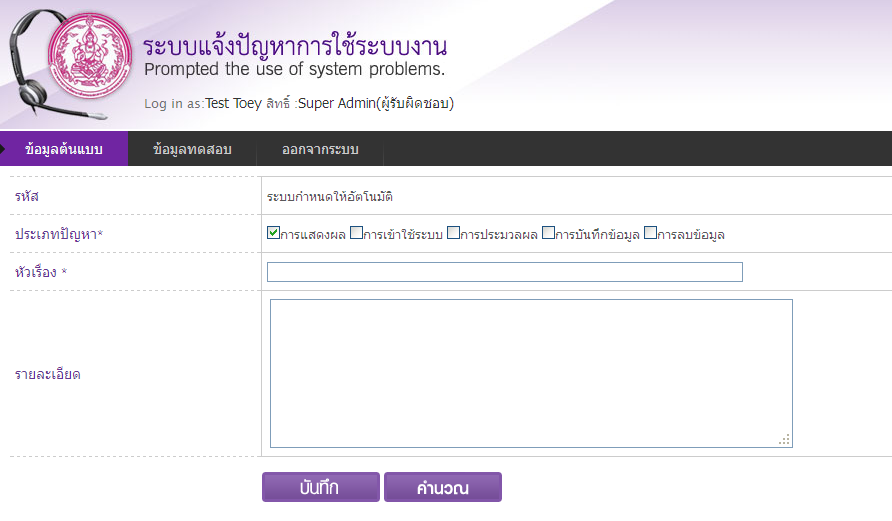 ระบบแจ้งปัญหาการใช้ระบบงาน
Prompted the use of system problems.
Log in as:Test Toey สิทธิ์ :Super Admin(ผู้รับผิดชอบ)
ข้อมูลต้นแบบ ข้อมูลทดสอบ ออกจากระบบ
รหัส ระบบกำหนดให้อัตโนมัติ
ประเภทปัญหา* การแสดงผล การเข้าใช้ระบบ การประมวลผล การบันทึกข้อมูล การลบข้อมูล
หัวเรื่อง *
รายละเอียด
บันทึก คำนวณ